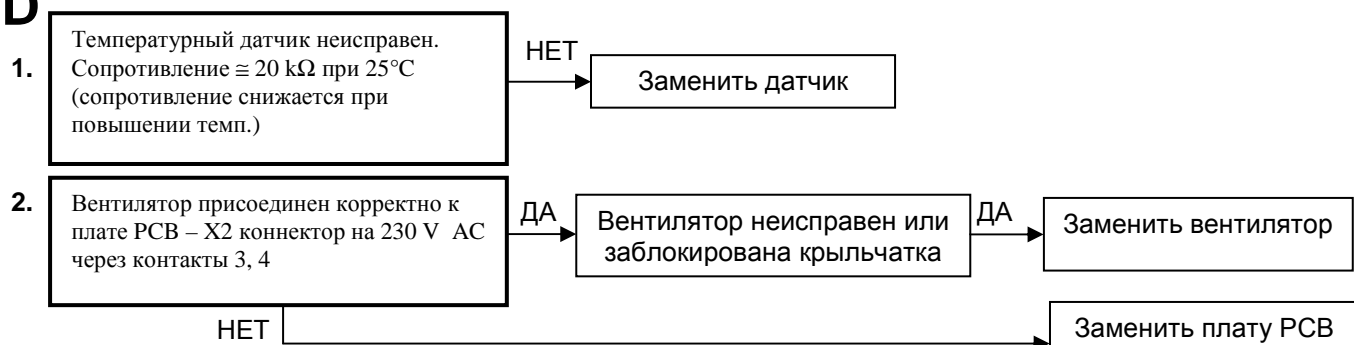 D
1.
Температурный датчик неисправен.
Сопротивление ≅ 20 kΩ при 25°C
(сопротивление снижается при
повышении темп.)
НЕТ
Заменить датчик
2.
Вентилятор присоединен корректно к
плате PCB – X2 коннектор на 230 V AC
через контакты 3, 4
ДА
Вентилятор неисправен или
заблокирована крыльчатка
ДА
Заменить вентилятор
НЕТ
Заменить плату PCB